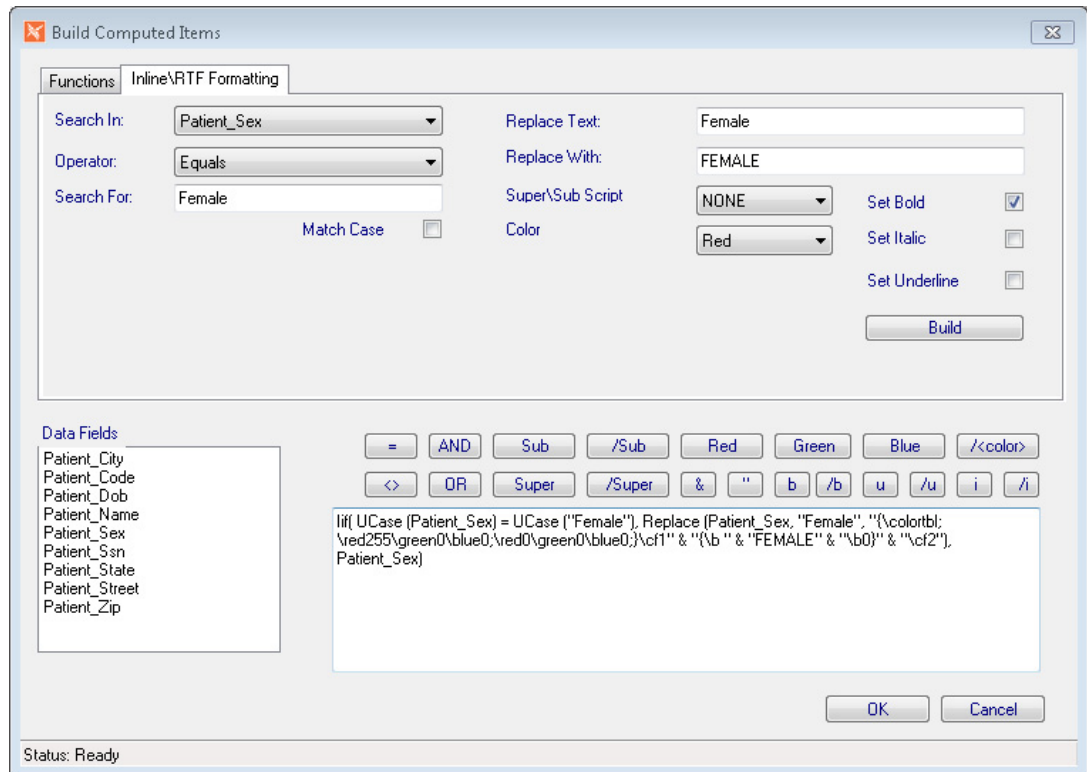 Build Computed Items
Functions
Inline\RTF Formatting
Search In:
Patient_Sex
Replace Text:
Female
Operator:
Equals
Replace With:
FEMALE
Search For:
Female
Super\Sub Script
NONE
Set Bold
Match Case
Color
Red
Set Italic
Set Underline
Build
Data Fields
Patient_City
Patient_Code
Patient_Dob
Patient_Name
Patient_Sex
Patient_Ssn
Patient_State
Patient_Street
Patient_Zip
= AND Sub /Sub Red Green Blue /<color>
<> OR Super /Super & " b /b u /u i /i
Iif( UCase (Patient_Sex) = UCase ("Female"), Replace (Patient_Sex, "Female", "{\colortbl;
\red255\green0\blue0;\red0\green0\blue0;}\cf1" & "{\b " & "FEMALE" & "\b0}" & "\cf2"),
Patient_Sex)
OK Cancel
Status: Ready